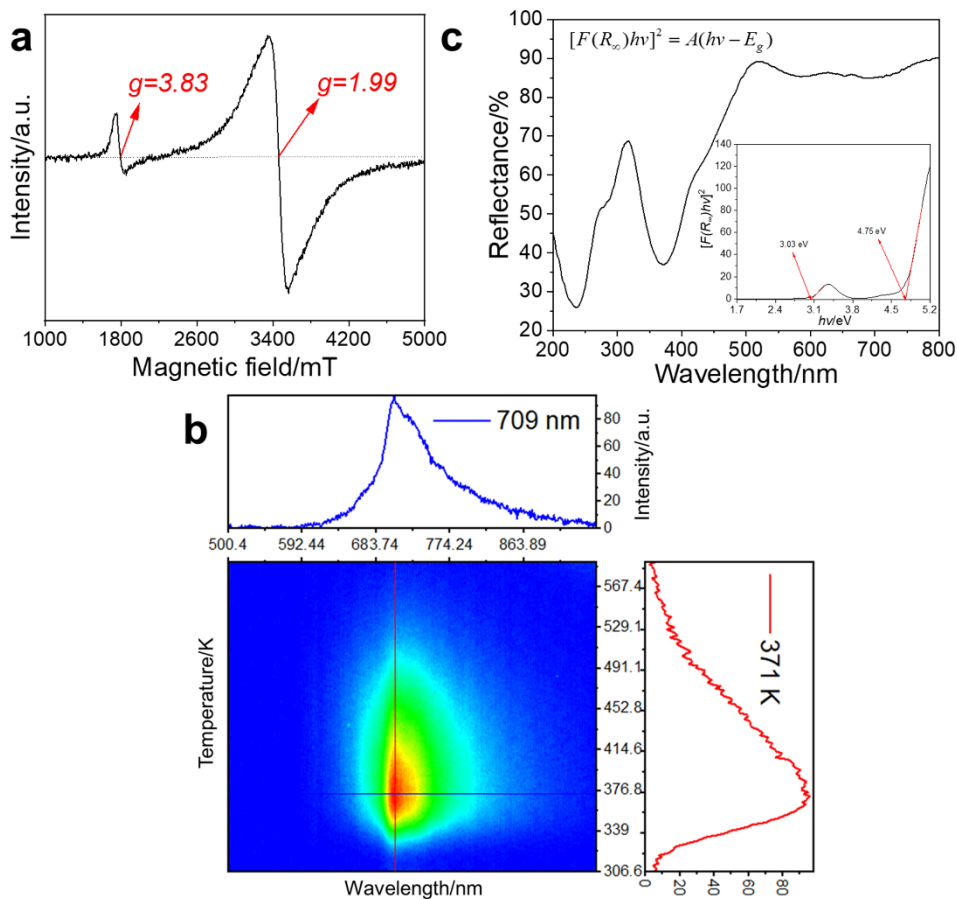 a
Intensity/a.u.
g=3.83
g=1.99
1000 1800 2600 3400 4200 5000
Magnetic field/mT
c
[F(R∞)hν]² = A(hν − E_g)
Reflectance/%
100
90
80
70
60
50
40
30
20
200 300 400 500 600 700 800
Wavelength/nm
[F(R∞)hν]²
140
120
100
80
60
40
20
0
3.03 eV
4.75 eV
1.7 2.4 3.1 3.8 4.5 5.2
hν/eV
b
709 nm
Intensity/a.u.
80
60
40
20
0
500.4 592.44 683.74 774.24 863.89
Temperature/K
567.4
529.1
491.1
452.8
414.6
376.8
339
306.6
Wavelength/nm
371 K
0 20 40 60 80